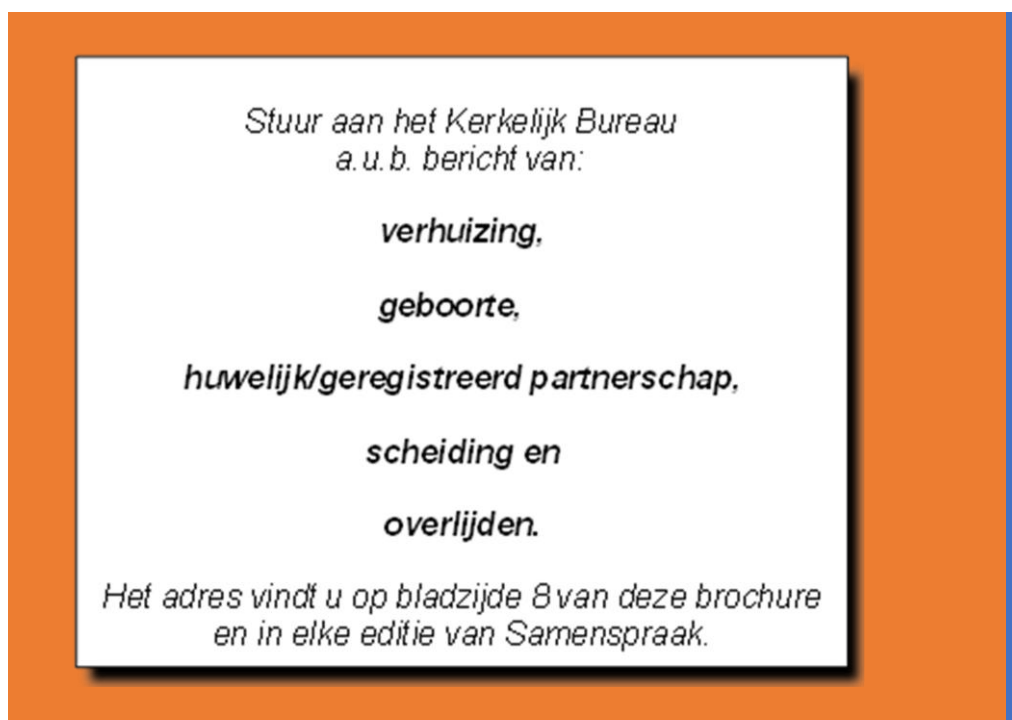 Stuur aan het Kerkelijk Bureau
a.u.b. bericht van:
verhuizing,
geboorte,
huwelijk/geregistreerd partnerschap,
scheiding en
overlijden.
Het adres vindt u op bladzijde 8 van deze brochure
en in elke editie van Samenspraak.